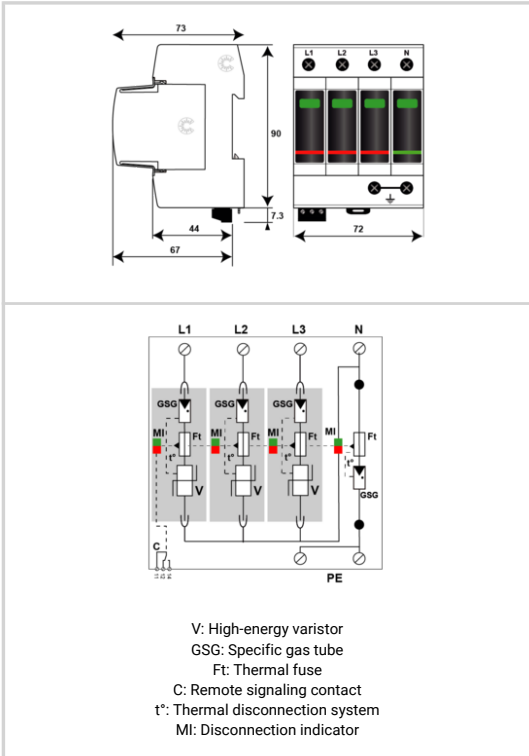 73
L1 L2 L3 N
90
7.3
44
67
72
L1 L2 L3 N
GSG GSG GSG
MI Ft MI Ft MI Ft MI Ft
t° t° t° t°
GSG
V V V
C
PE
V: High-energy varistor
GSG: Specific gas tube
Ft: Thermal fuse
C: Remote signaling contact
t°: Thermal disconnection system
MI: Disconnection indicator